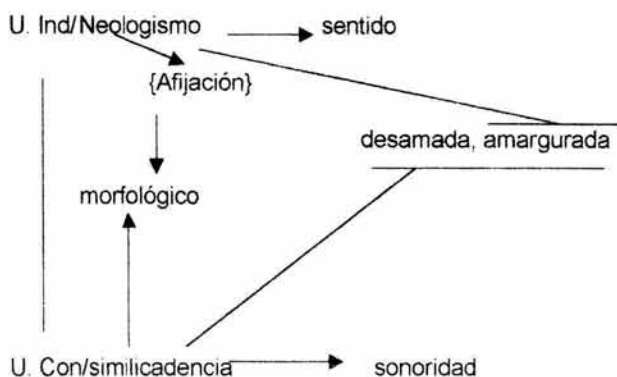 U. Ind/Neologismo sentido
{Afijación}
desamada, amargurada
morfológico
U. Con/similicadencia sonoridad